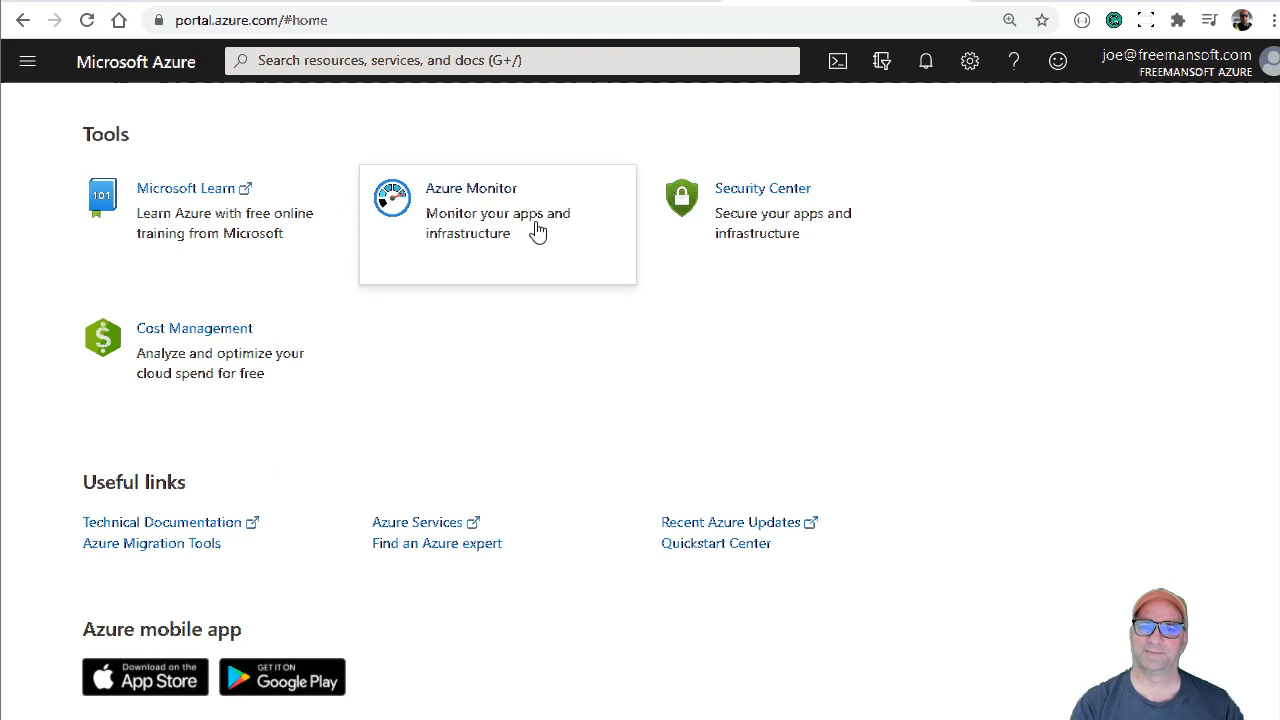 portal.azure.com/#home
Microsoft Azure
Search resources, services, and docs (G+/)
joe@freemansoft.com
FREEMANSOFT AZURE
Tools
101
Microsoft Learn
Learn Azure with free online
training from Microsoft
Azure Monitor
Monitor your apps and
infrastructure
Security Center
Secure your apps and
infrastructure
$
Cost Management
Analyze and optimize your
cloud spend for free
Useful links
Technical Documentation
Azure Services
Recent Azure Updates
Azure Migration Tools
Find an Azure expert
Quickstart Center
Azure mobile app
Download on the
App Store
GET IT ON
Google Play